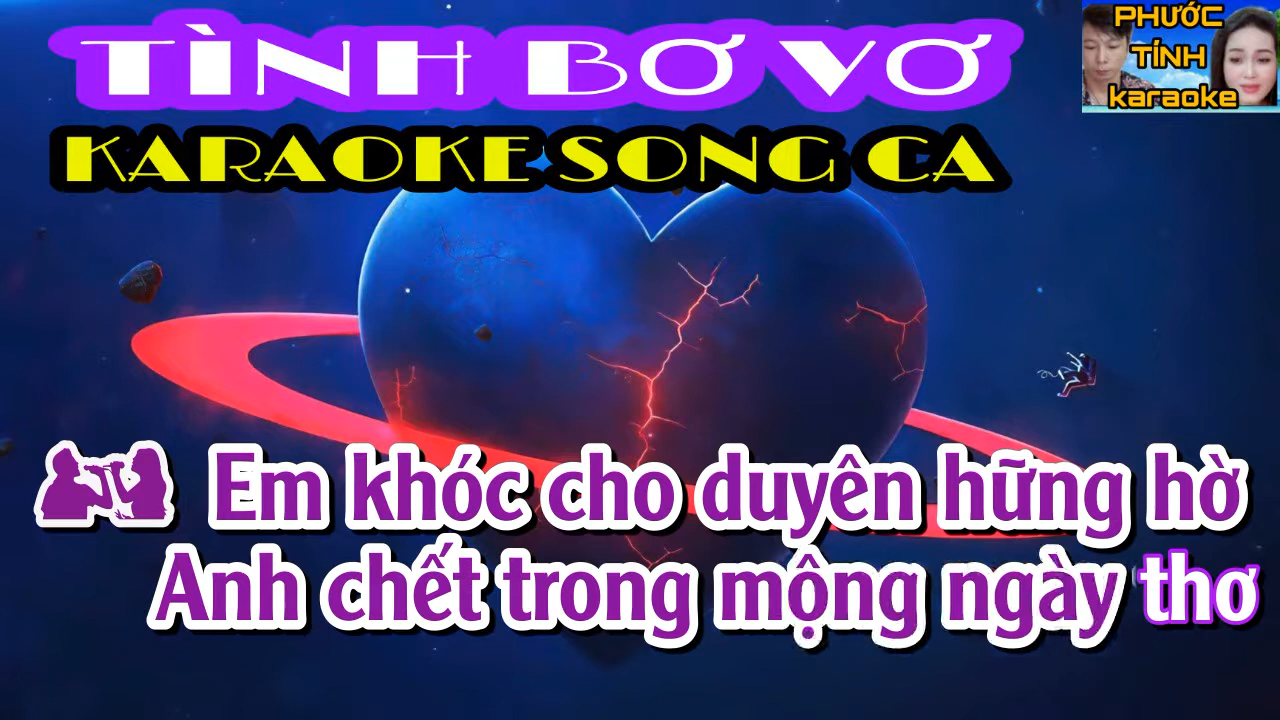 TÌNH BƠ VƠ
KARAOKE SONG CA
PHƯỚC
TÍNH
karaoke
Em khóc cho duyên hững hờ
Anh chết trong mộng ngày thơ